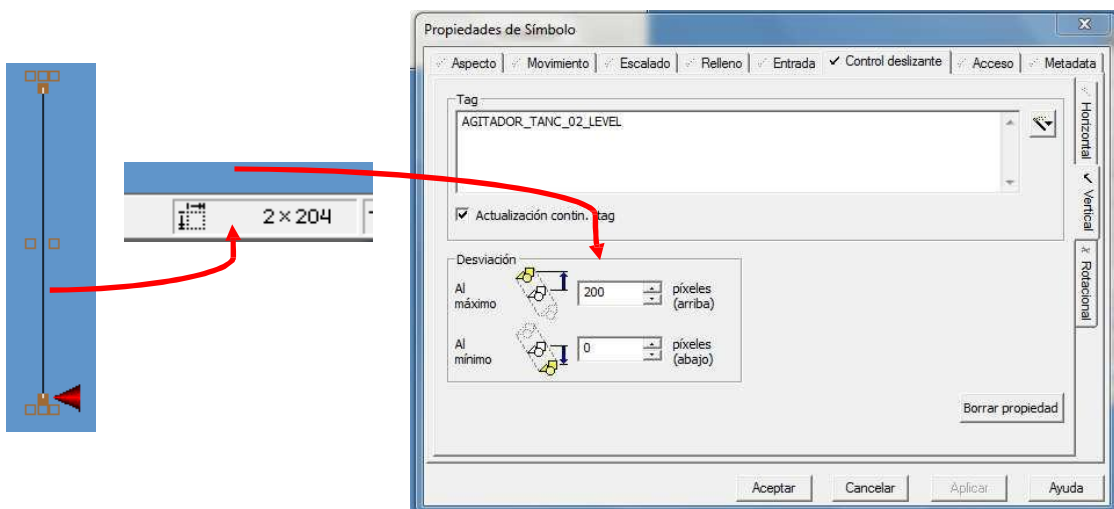 Propiedades de Símbolo
X
Aspecto Movimiento Escalado Relleno Entrada Control deslizante Acceso Metadata
Tag
AGITADOR_TANC_02_LEVEL
Actualización contin. tag
Horizontal
Vertical
Rotacional
2 × 204
Desviación
Al máximo
200
píxeles (arriba)
Al mínimo
0
píxeles (abajo)
Borrar propiedad
Aceptar Cancelar Aplicar Ayuda